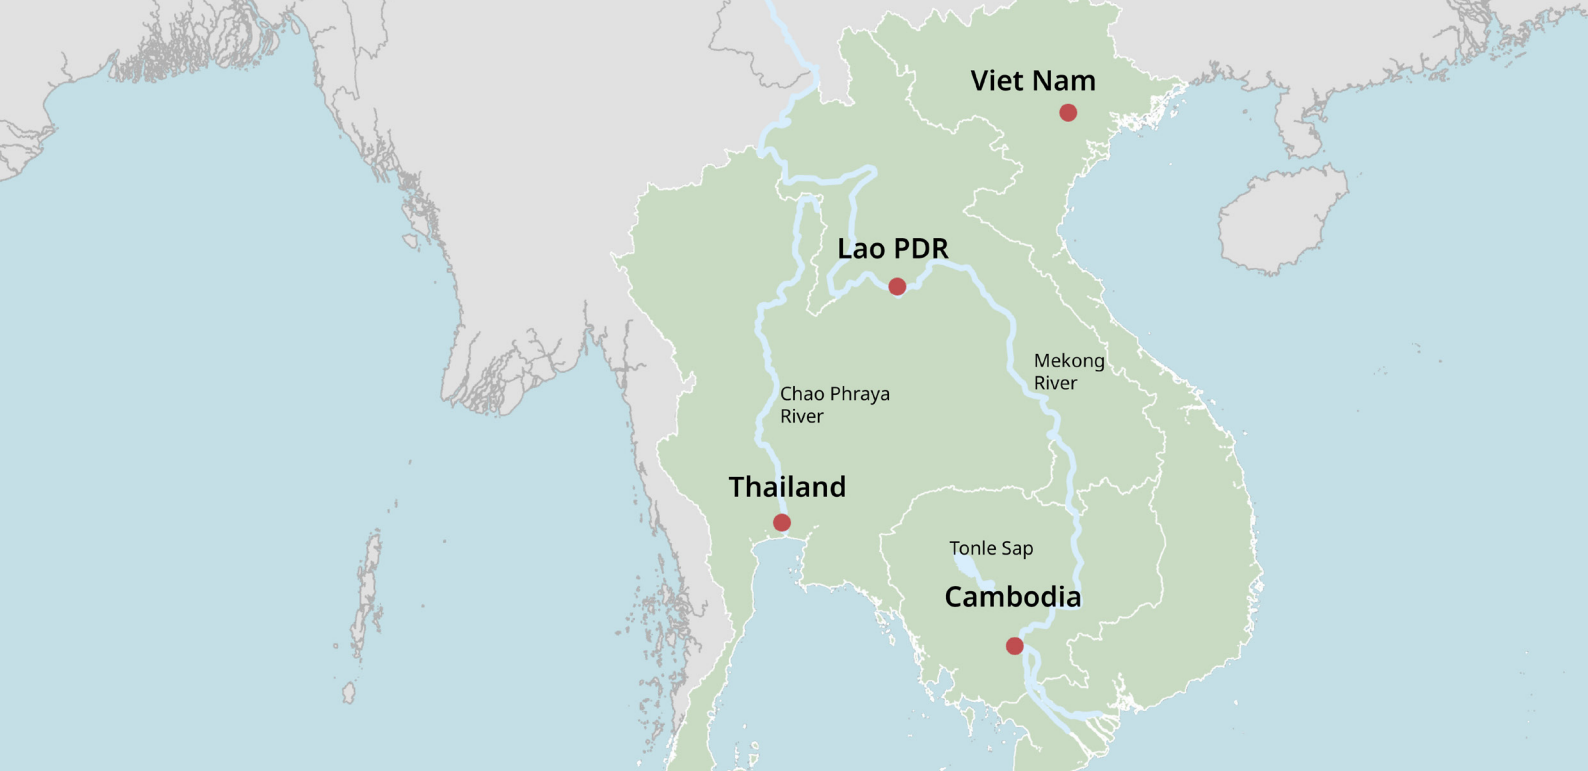 Viet Nam
Lao PDR
Mekong
River
Chao Phraya
River
Thailand
Tonle Sap
Cambodia